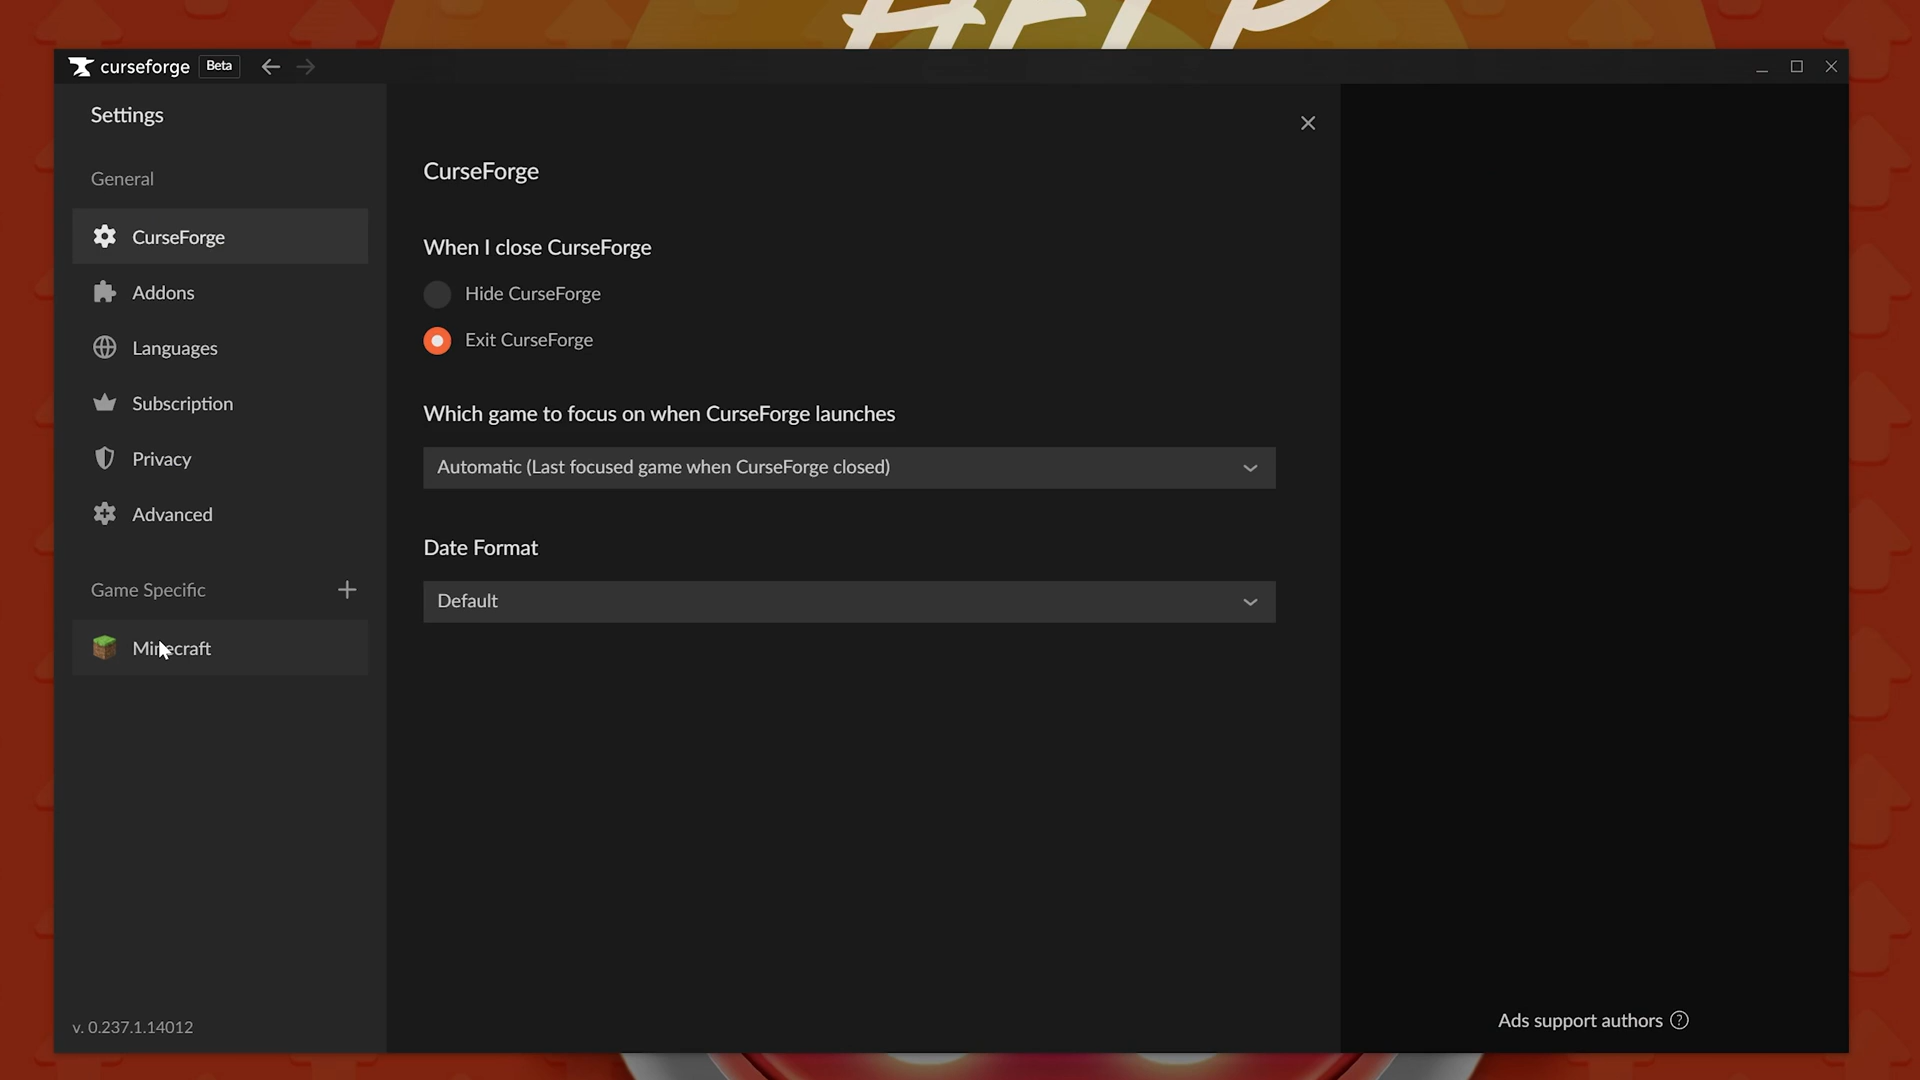 HELP
curseforge Beta
Settings
General
CurseForge
Addons
Languages
Subscription
Privacy
Advanced
Game Specific
Minecraft
v. 0.237.1.14012
CurseForge
When I close CurseForge
Hide CurseForge
Exit CurseForge
Which game to focus on when CurseForge launches
Automatic (Last focused game when CurseForge closed)
Date Format
Default
Ads support authors